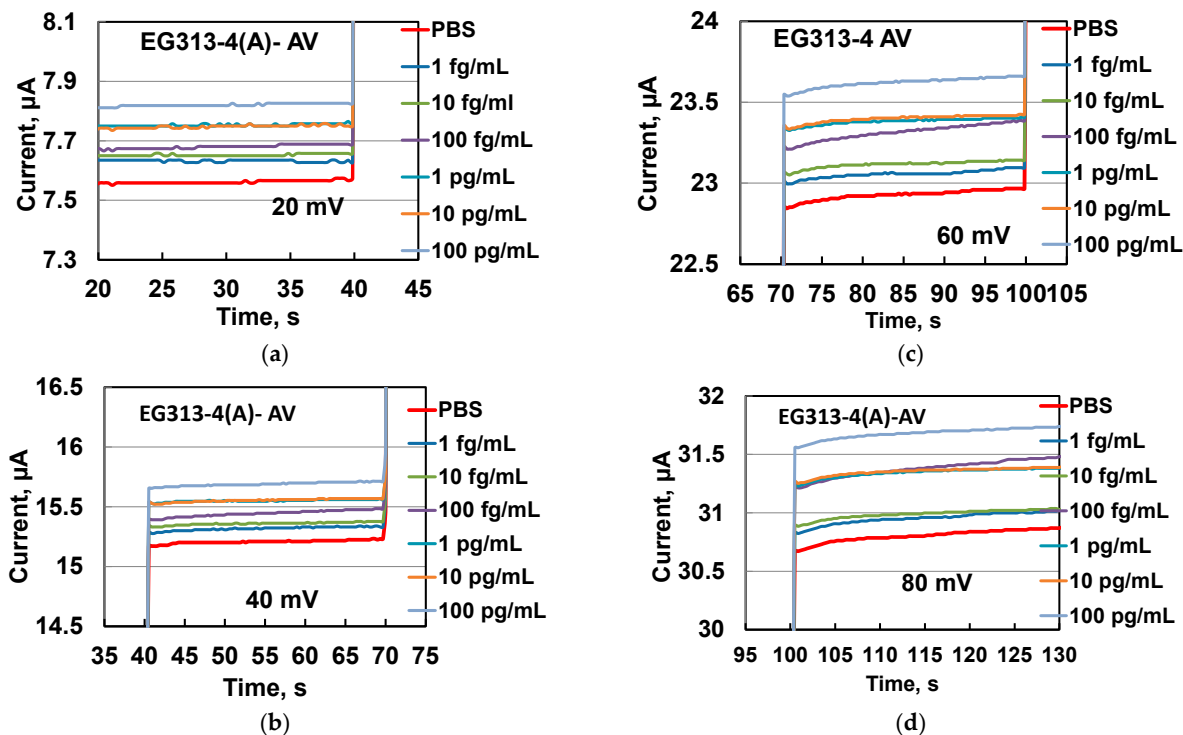 EG313-4(A)- AV
8.1
7.9
7.7
7.5
7.3
Current, µA
20 25 30 35 40 45
Time, s
20 mV
PBS
1 fg/mL
10 fg/ml
100 fg/mL
1 pg/mL
10 pg/mL
100 pg/mL
(a)
EG313-4 AV
24
23.5
23
22.5
Current, µA
65 70 75 80 85 90 95 100 105
Time, s
60 mV
PBS
1 fg/mL
10 fg/mL
100 fg/mL
1 pg/mL
10 pg/mL
100 pg/mL
(c)
EG313-4(A)- AV
16.5
16
15.5
15
14.5
Current, µA
35 40 45 50 55 60 65 70 75
Time, s
40 mV
PBS
1 fg/mL
10 fg/mL
100 fg/mL
1 pg/mL
10 pg/mL
100 pg/mL
(b)
EG313-4(A)-AV
32
31.5
31
30.5
30
Current, µA
95 100 105 110 115 120 125 130
Time, s
80 mV
PBS
1 fg/mL
10 fg/mL
100 fg/mL
1 pg/mL
10 pg/mL
100 pg/mL
(d)